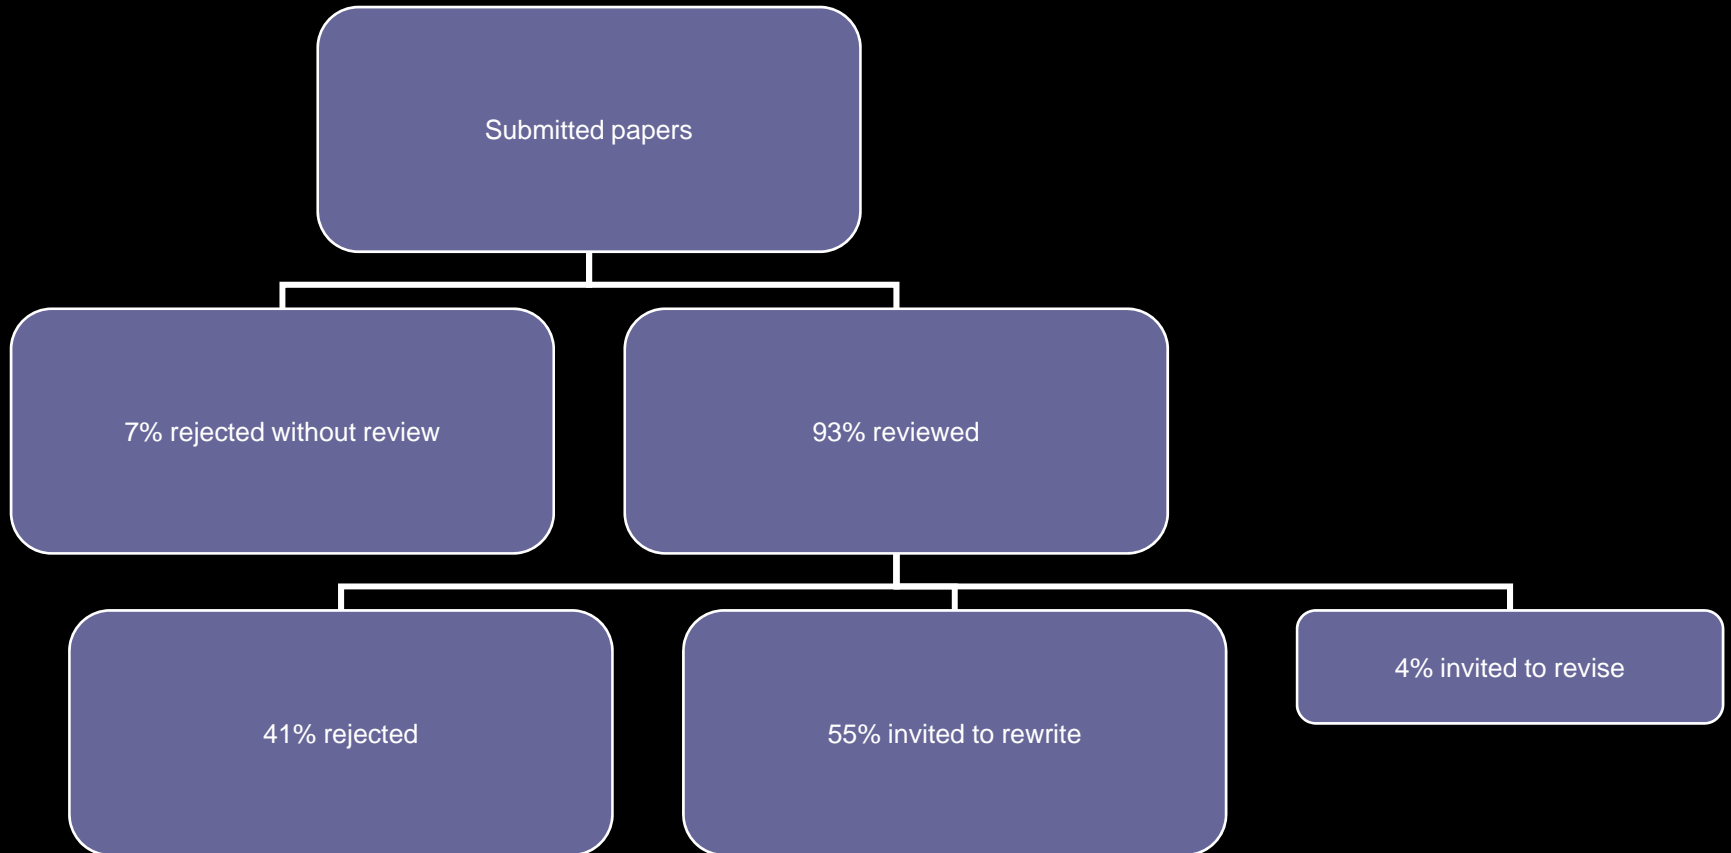 Submitted papers
7% rejected without review
93% reviewed
41% rejected
55% invited to rewrite
4% invited to revise